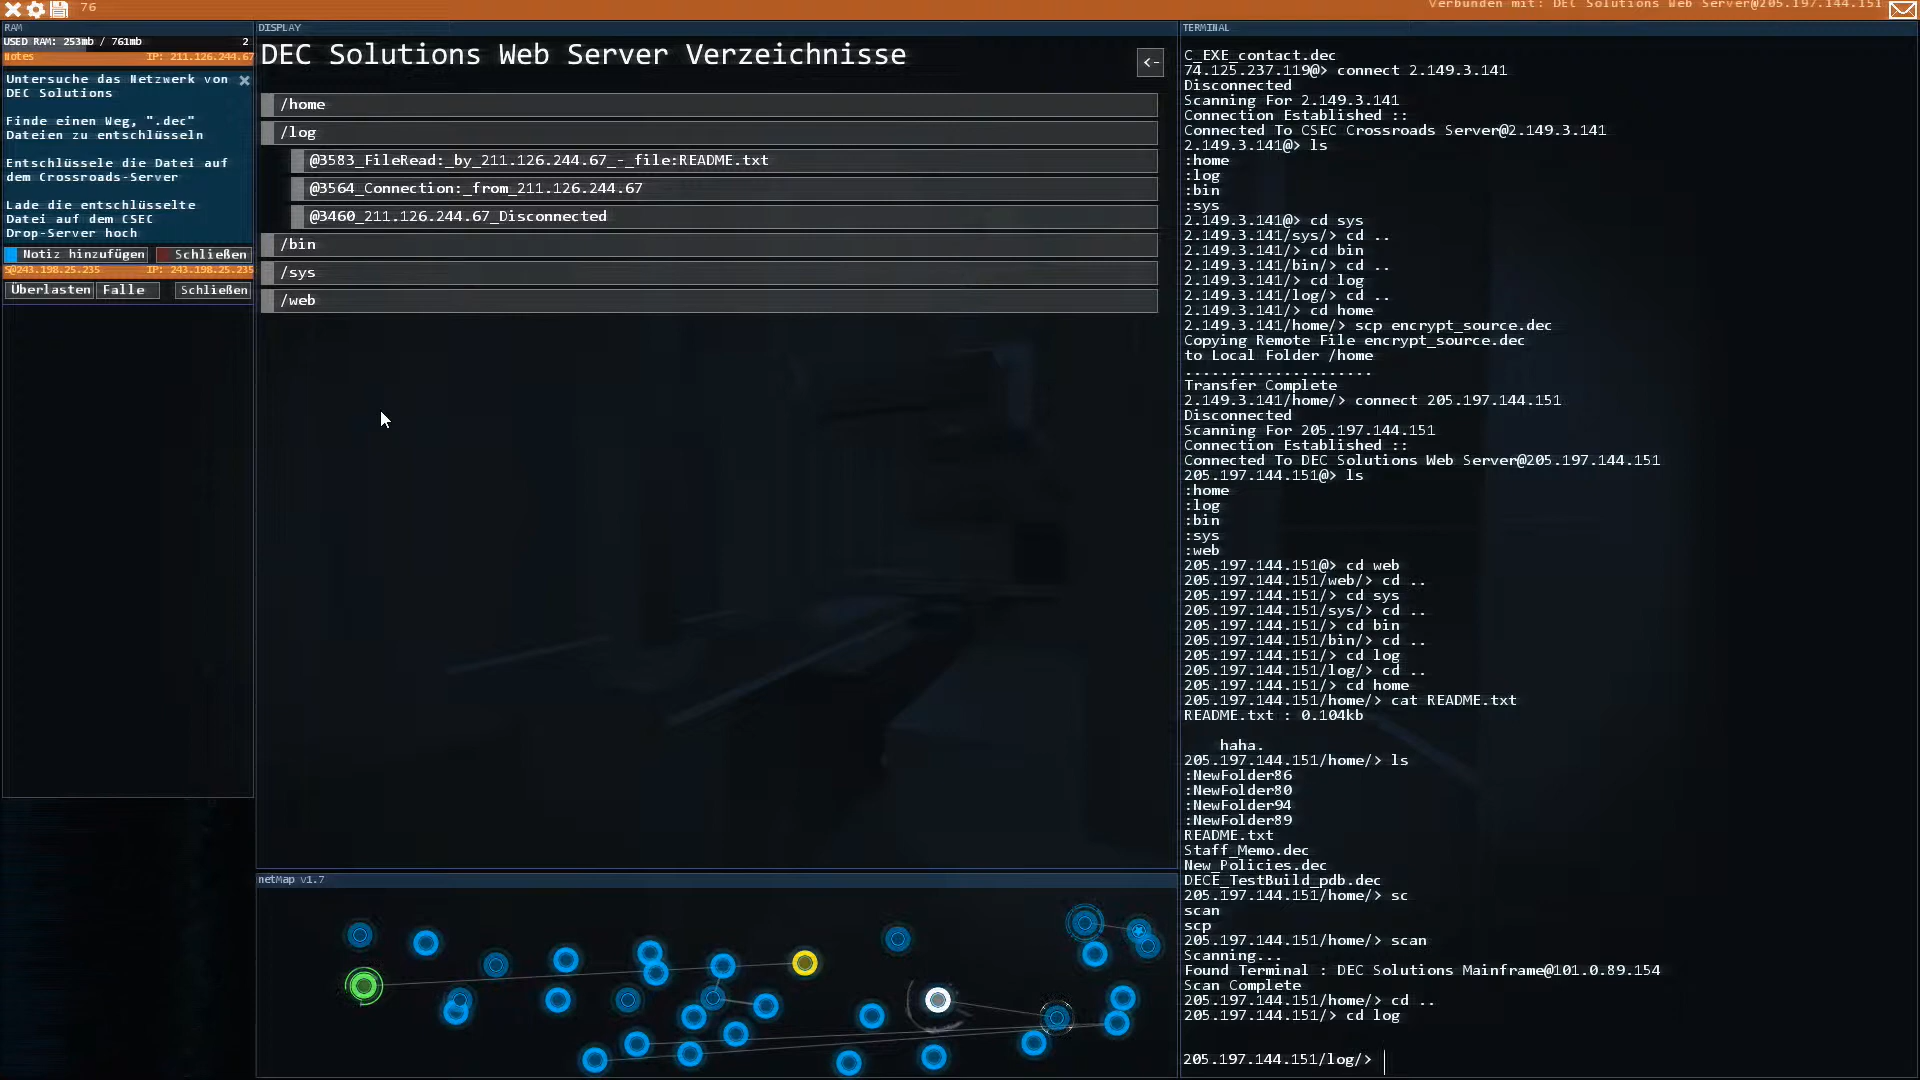 76
Verbunden mit: DEC Solutions Web Server@205.197.144.151
RAM
USED RAM: 253mb / 761mb
2
Notes
IP: 211.126.244.67
Untersuche das Netzwerk von
DEC Solutions
Finde einen Weg, ".dec"
Dateien zu entschlüsseln
Entschlüssele die Datei auf
dem Crossroads-Server
Lade die entschlüsselte
Datei auf dem CSEC
Drop-Server hoch
Notiz hinzufügen
Schließen
S@243.198.25.235
IP: 243.198.25.235
Überlasten
Falle
Schließen
DISPLAY
DEC Solutions Web Server Verzeichnisse
<-
/home
/log
@3583_FileRead:_by_211.126.244.67_-_file:README.txt
@3564_Connection:_from_211.126.244.67
@3460_211.126.244.67_Disconnected
/bin
/sys
/web
netMap v1.7
TERMINAL
C_EXE_contact.dec
74.125.237.119@> connect 2.149.3.141
Disconnected
Scanning For 2.149.3.141
Connection Established ::
Connected To CSEC Crossroads Server@2.149.3.141
2.149.3.141@> ls
:home
:log
:bin
:sys
2.149.3.141@> cd sys
2.149.3.141/sys/> cd ..
2.149.3.141/> cd bin
2.149.3.141/bin/> cd ..
2.149.3.141/> cd log
2.149.3.141/log/> cd ..
2.149.3.141/> cd home
2.149.3.141/home/> scp encrypt_source.dec
Copying Remote File encrypt_source.dec
to Local Folder /home
.....................
Transfer Complete
2.149.3.141/home/> connect 205.197.144.151
Disconnected
Scanning For 205.197.144.151
Connection Established ::
Connected To DEC Solutions Web Server@205.197.144.151
205.197.144.151@> ls
:home
:log
:bin
:sys
:web
205.197.144.151@> cd web
205.197.144.151/web/> cd ..
205.197.144.151/> cd sys
205.197.144.151/sys/> cd ..
205.197.144.151/> cd bin
205.197.144.151/bin/> cd ..
205.197.144.151/> cd log
205.197.144.151/log/> cd ..
205.197.144.151/> cd home
205.197.144.151/home/> cat README.txt
README.txt : 0.104kb
haha.
205.197.144.151/home/> ls
:NewFolder86
:NewFolder80
:NewFolder94
:NewFolder89
README.txt
Staff_Memo.dec
New_Policies.dec
DECE_TestBuild_pdb.dec
205.197.144.151/home/> sc
scan
scp
205.197.144.151/home/> scan
Scanning...
Found Terminal : DEC Solutions Mainframe@101.0.89.154
Scan Complete
205.197.144.151/home/> cd ..
205.197.144.151/> cd log
205.197.144.151/log/>